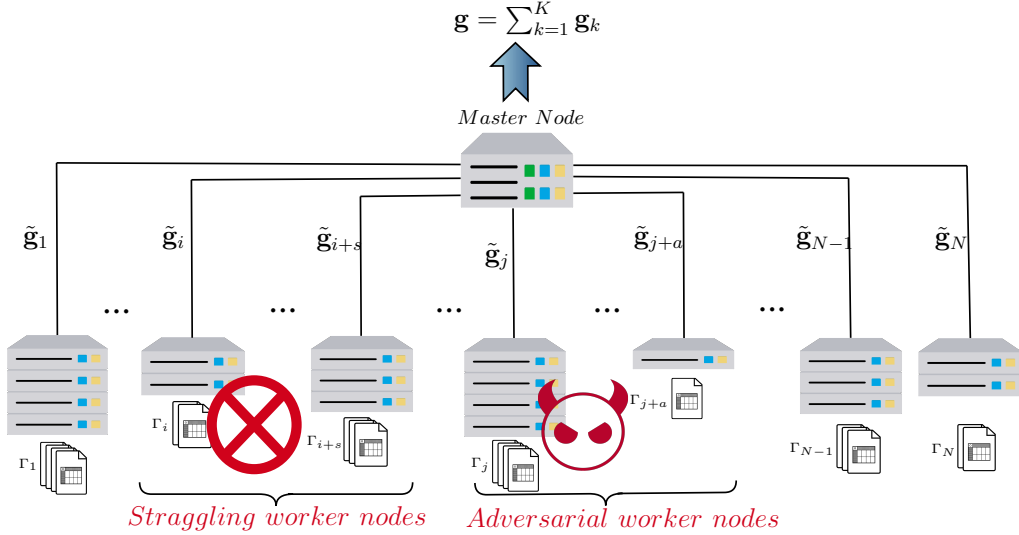 𝐠 = ∑_{k=1}^{K} 𝐠_k
Master Node
𝐠̃_1
𝐠̃_i
𝐠̃_{i+s}
𝐠̃_j
𝐠̃_{j+a}
𝐠̃_{N−1}
𝐠̃_N
... ... ... ... ... ...
Γ_1
Γ_i
Γ_{i+s}
Γ_j
Γ_{j+a}
Γ_{N−1}
Γ_N
Straggling worker nodes
Adversarial worker nodes